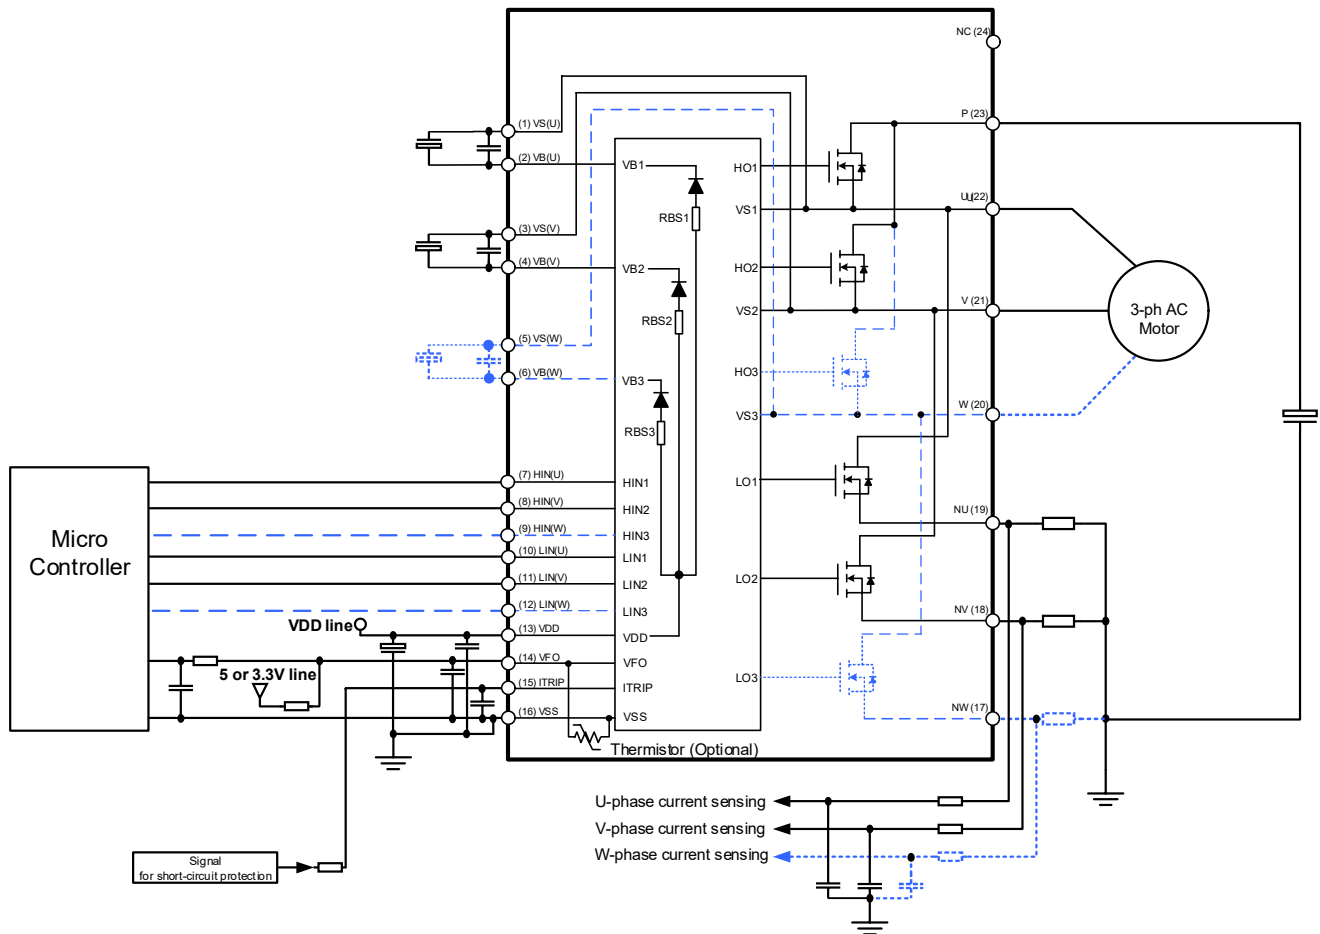 NC (24)
(1) VS(U)
P (23)
(2) VB(U)
VB1
HO1
RBS1
VS1
U,(22)
(3) VS(V)
(4) VB(V)
VB2
HO2
RBS2
VS2
V (21)
3-ph AC
Motor
(5) VS(W)
(6) VB(W)
VB3
HO3
RBS3
VS3
W (20)
(7) HIN(U)
HIN1
LO1
(8) HIN(V)
HIN2
NU (19)
Micro
Controller
(9) HIN(W)
HIN3
(10) LIN(U)
LIN1
(11) LIN(V)
LIN2
LO2
(12) LIN(W)
LIN3
NV (18)
VDD line
(13) VDD
VDD
(14) VFO
VFO
5 or 3.3V line
(15) ITRIP
ITRIP
LO3
(16) VSS
VSS
NW (17)
Thermistor (Optional)
U-phase current sensing
V-phase current sensing
W-phase current sensing
Signal
for short-circuit protection